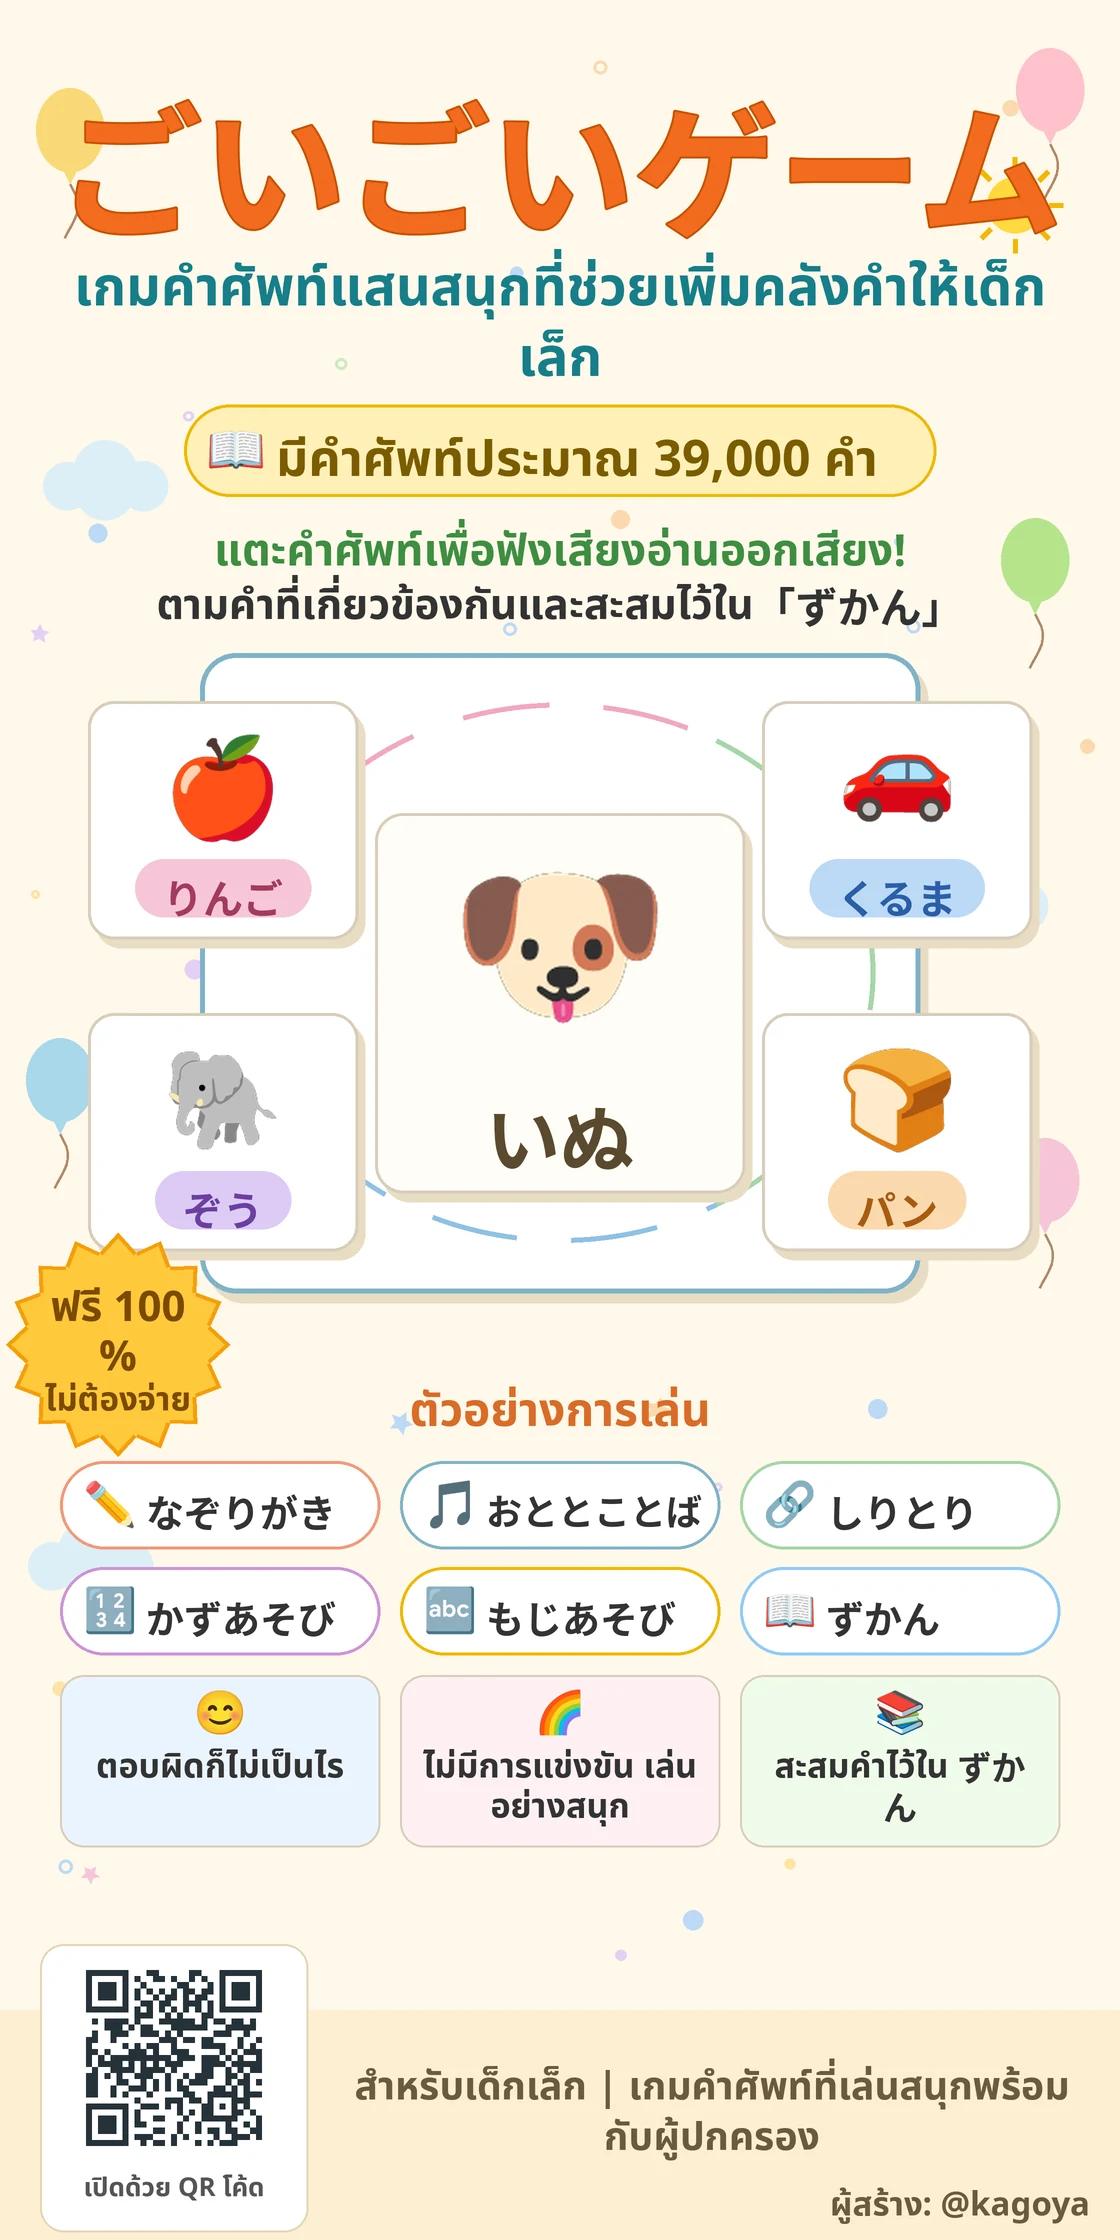 ごいごいゲーム
เกมคำศัพท์แสนสนุกที่ช่วยเพิ่มคลังคำให้เด็ก
เล็ก
มีคำศัพท์ประมาณ 39,000 คำ
แตะคำศัพท์เพื่อฟังเสียงอ่านออกเสียง!
ตามคำที่เกี่ยวข้องกันและสะสมไว้ใน「ずかん」
りんご
くるま
いぬ
ぞう
パン
ฟรี 100
%
ไม่ต้องจ่าย
ตัวอย่างการเล่น
なぞりがき
おととことば
しりとり
1234
かずあそび
abc
もじあそび
ずかん
ตอบผิดก็ไม่เป็นไร
ไม่มีการแข่งขัน เล่น
อย่างสนุก
สะสมคำไว้ใน ずか
ん
เปิดด้วย QR โค้ด
สำหรับเด็กเล็ก | เกมคำศัพท์ที่เล่นสนุกพร้อม
กับผู้ปกครอง
ผู้สร้าง: @kagoya